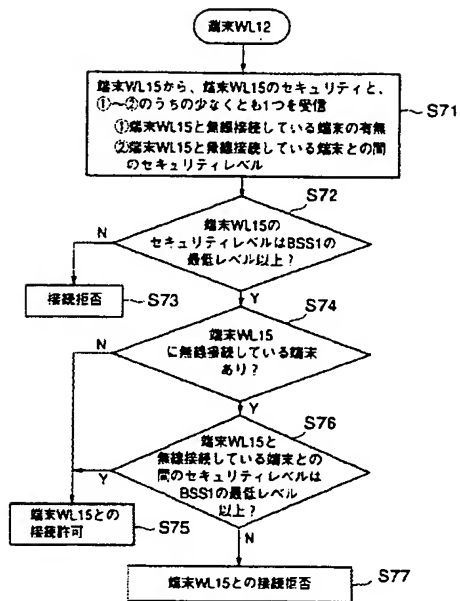 端末WL12
端末WL15から、端末WL15のセキュリティと、
①〜②のうちの少なくとも1つを受信
①端末WL15と無線接続している端末の有無
②端末WL15と無線接続している端末との間
のセキュリティレベル
S71
S72
端末WL15の
セキュリティレベルはBSS1の
最低レベル以上？
N
Y
接続拒否
S73
S74
端末WL15
に無線接続している端末
あり？
N
Y
S76
端末WL15と
無線接続している端末との
間のセキュリティレベルは
BSS1の最低レベル
以上？
Y
N
端末WL15との
接続許可
S75
端末WL15との接続拒否
S77